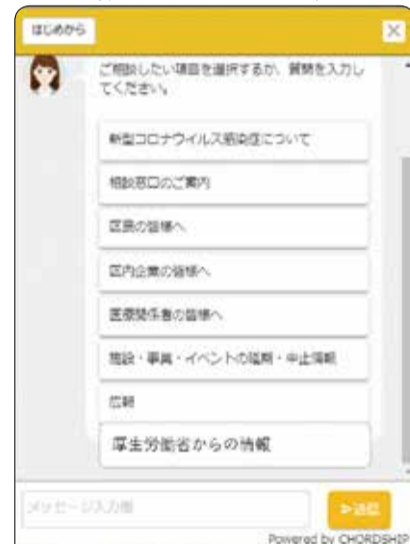 はじめから
ご相談したい項目を選択するか、質問を入力し
てください。
新型コロナウイルス感染症について
相談窓口のご案内
区民の皆様へ
区内企業の皆様へ
医療関係者の皆様へ
施設・事業・イベントの延期・中止情報
広報
厚生労働省からの情報
メッセージ入力欄
送信
Powered by CHORDSHIP